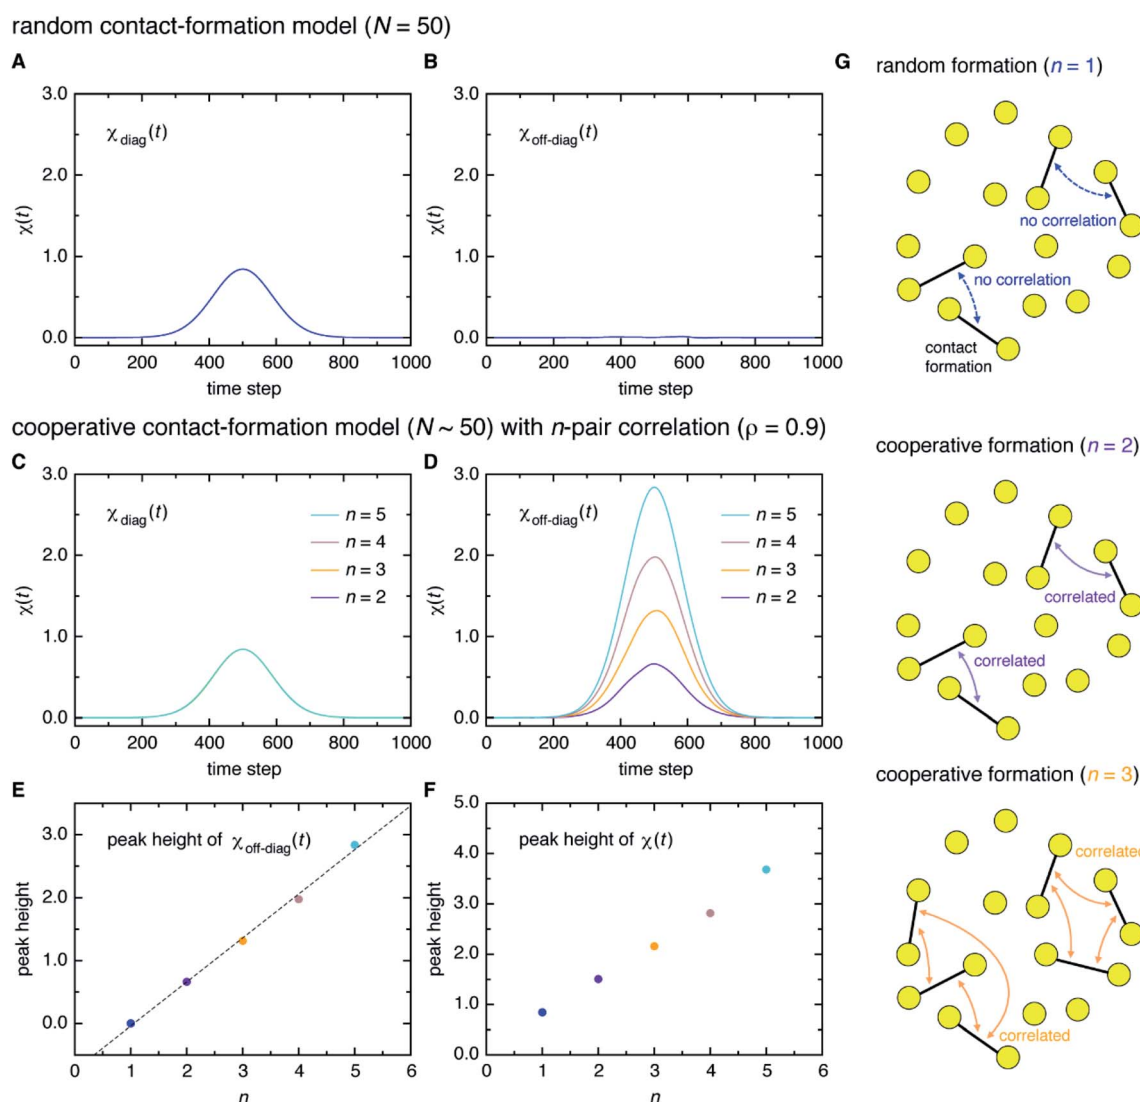 random contact-formation model (N = 50)
A
χdiag(t)
3.0
2.0
1.0
0.0
χ(t)
0 200 400 600 800 1000
time step
B
χoff-diag(t)
3.0
2.0
1.0
0.0
χ(t)
0 200 400 600 800 1000
time step
cooperative contact-formation model (N ~ 50) with n-pair correlation (ρ = 0.9)
C
χdiag(t)
n = 5
n = 4
n = 3
n = 2
3.0
2.0
1.0
0.0
χ(t)
0 200 400 600 800 1000
time step
D
χoff-diag(t)
n = 5
n = 4
n = 3
n = 2
3.0
2.0
1.0
0.0
χ(t)
0 200 400 600 800 1000
time step
E
peak height of χoff-diag(t)
3.0
2.0
1.0
0.0
peak height
0 1 2 3 4 5 6
n
F
peak height of χ(t)
5.0
4.0
3.0
2.0
1.0
0.0
peak height
0 1 2 3 4 5 6
n
G
random formation (n = 1)
no correlation
no correlation
contact
formation
cooperative formation (n = 2)
correlated
correlated
cooperative formation (n = 3)
correlated
correlated